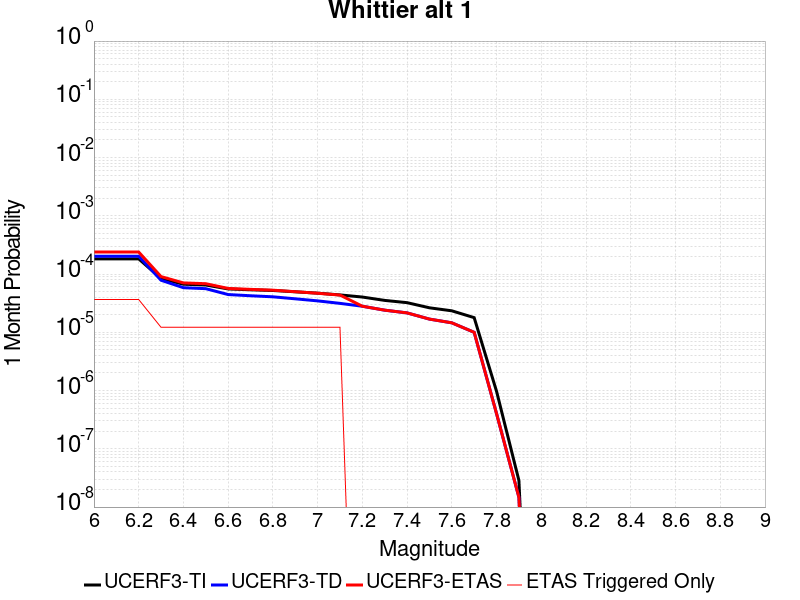 Whittier alt 1
10^0
10^-1
10^-2
10^-3
10^-4
10^-5
10^-6
10^-7
10^-8
1 Month Probability
6 6.2 6.4 6.6 6.8 7 7.2 7.4 7.6 7.8 8 8.2 8.4 8.6 8.8 9
Magnitude
UCERF3-TI UCERF3-TD UCERF3-ETAS ETAS Triggered Only